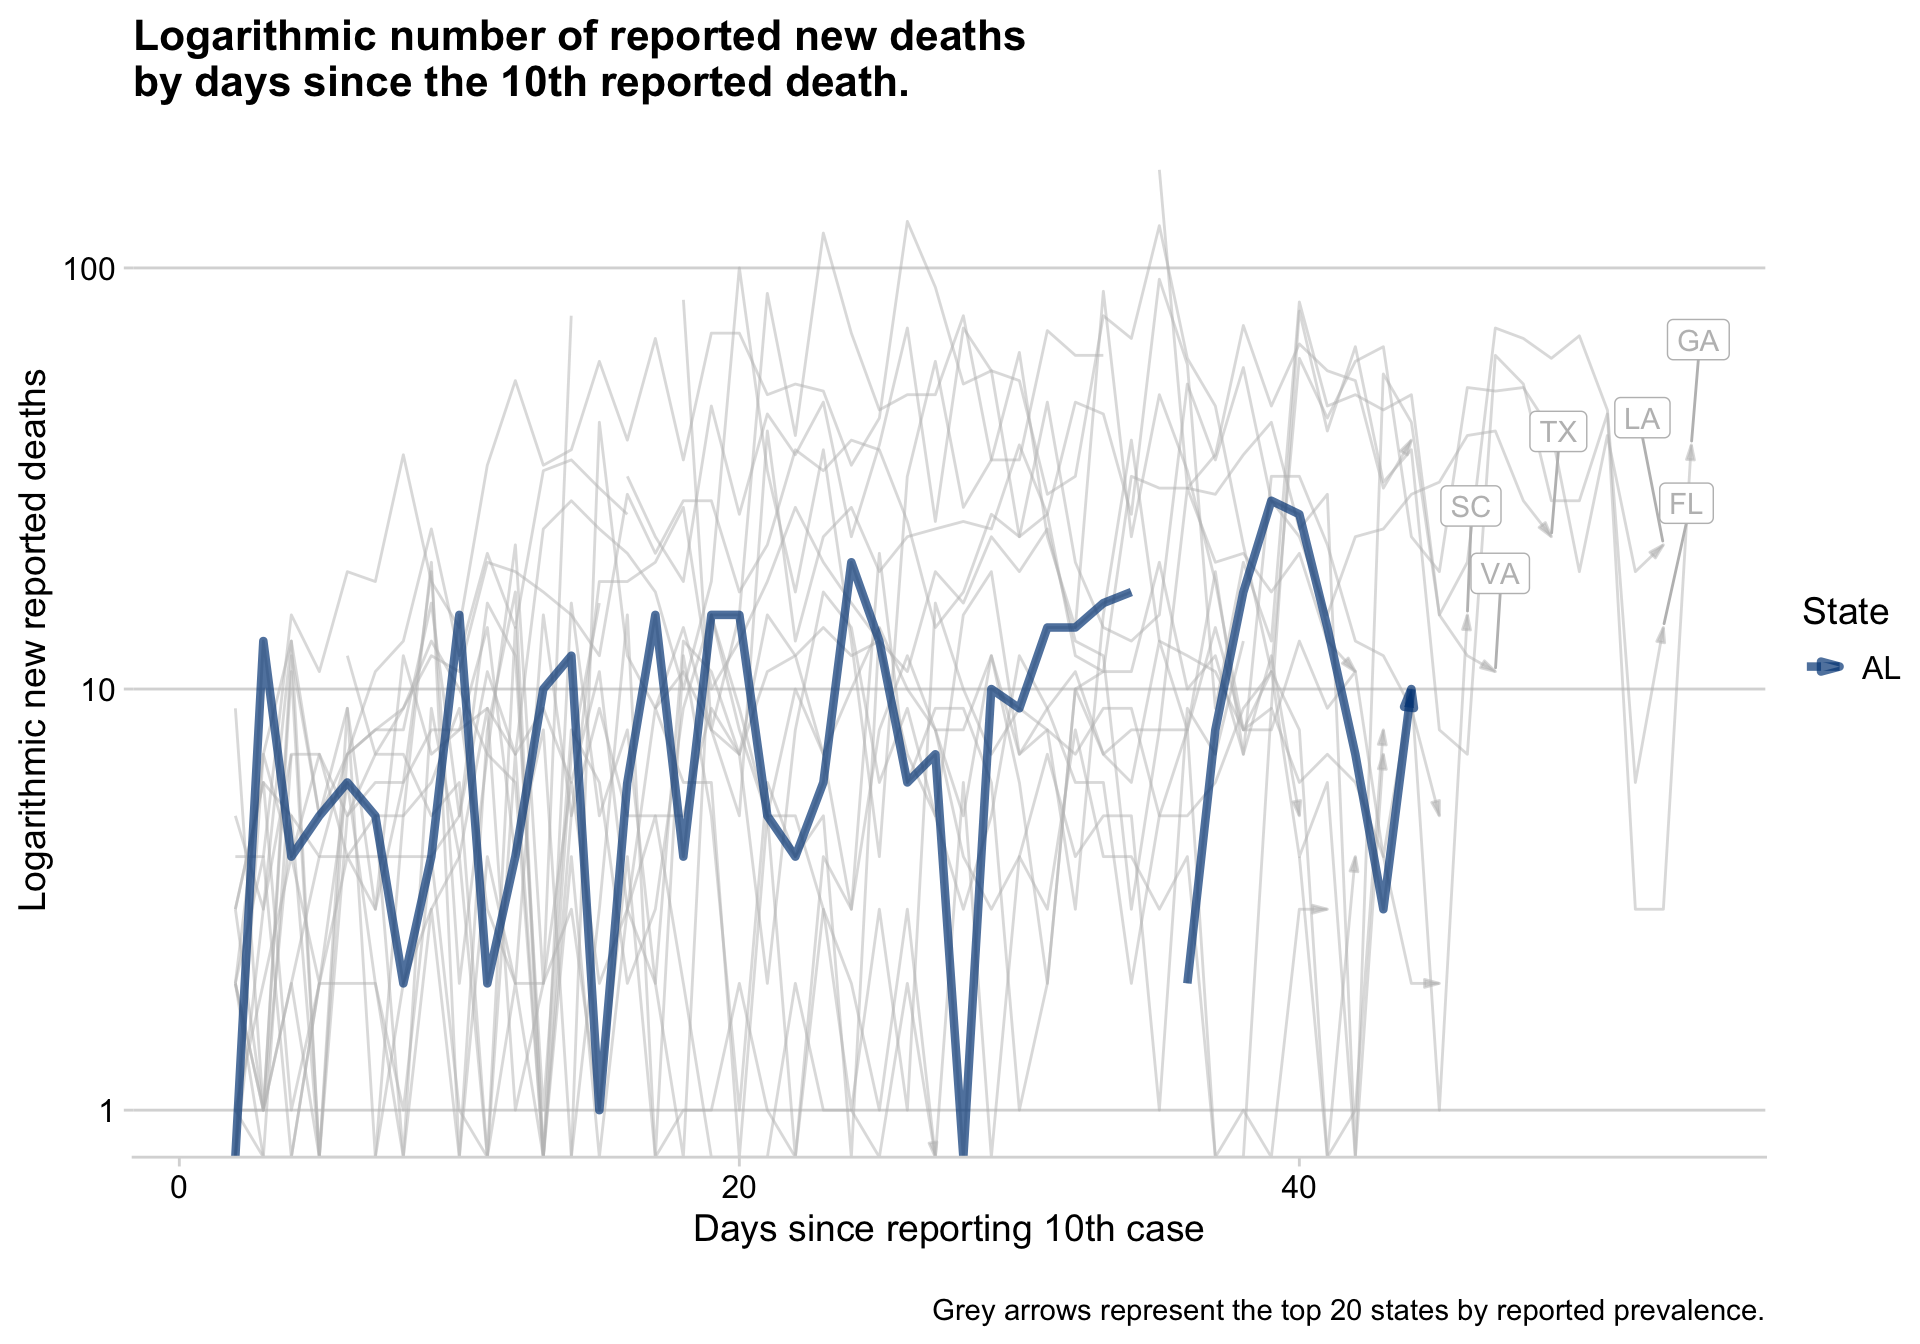 Logarithmic number of reported new deaths
by days since the 10th reported death.
Logarithmic new reported deaths
100
10
1
GA
LA
TX
SC
FL
VA
State
AL
0
20
40
Days since reporting 10th case
Grey arrows represent the top 20 states by reported prevalence.